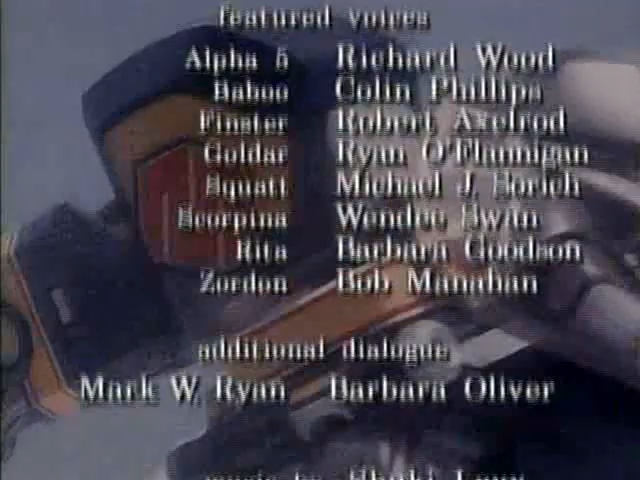 featured voices
Alpha 5 Richard Wood
Baboo Colin Phillips
Finster Robert Axelrod
Goldar Ryan O'Flannigan
Squatt Michael J. Sorich
Scorpina Wendee Swan
Rita Barbara Goodson
Zordon Bob Manahan
additional dialogue
Mark W. Ryan Barbara Oliver